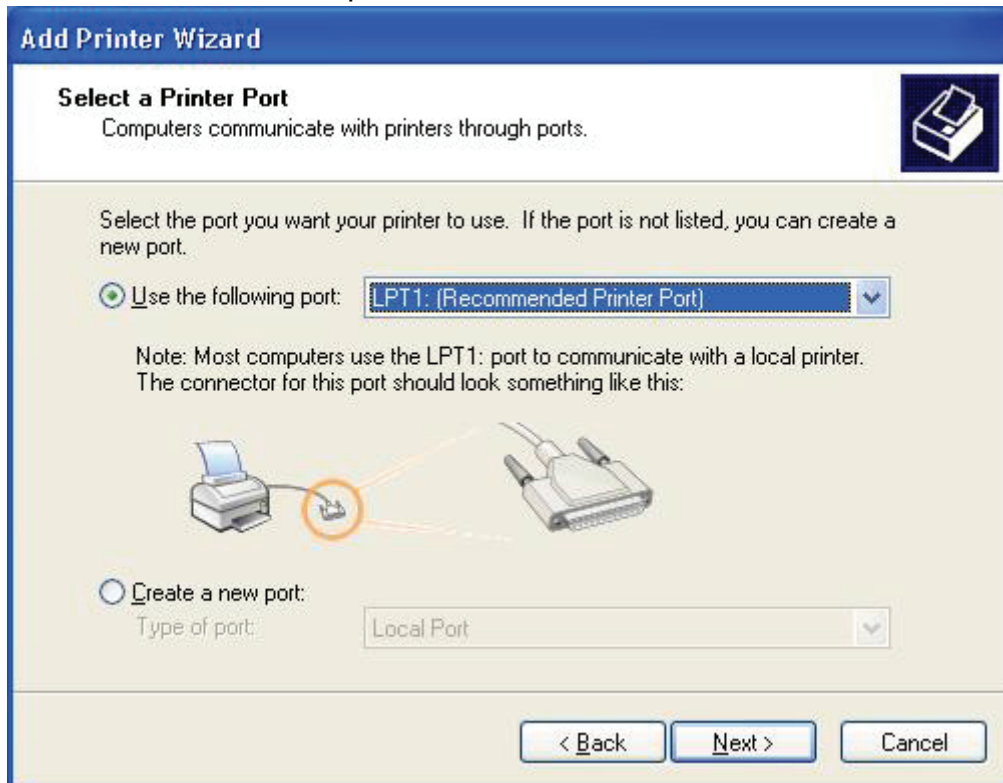 Add Printer Wizard
Select a Printer Port
Computers communicate with printers through ports.
Select the port you want your printer to use. If the port is not listed, you can create a
new port.
Use the following port: LPT1: (Recommended Printer Port)
Note: Most computers use the LPT1: port to communicate with a local printer.
The connector for this port should look something like this:
Create a new port:
Type of port: Local Port
< Back Next > Cancel